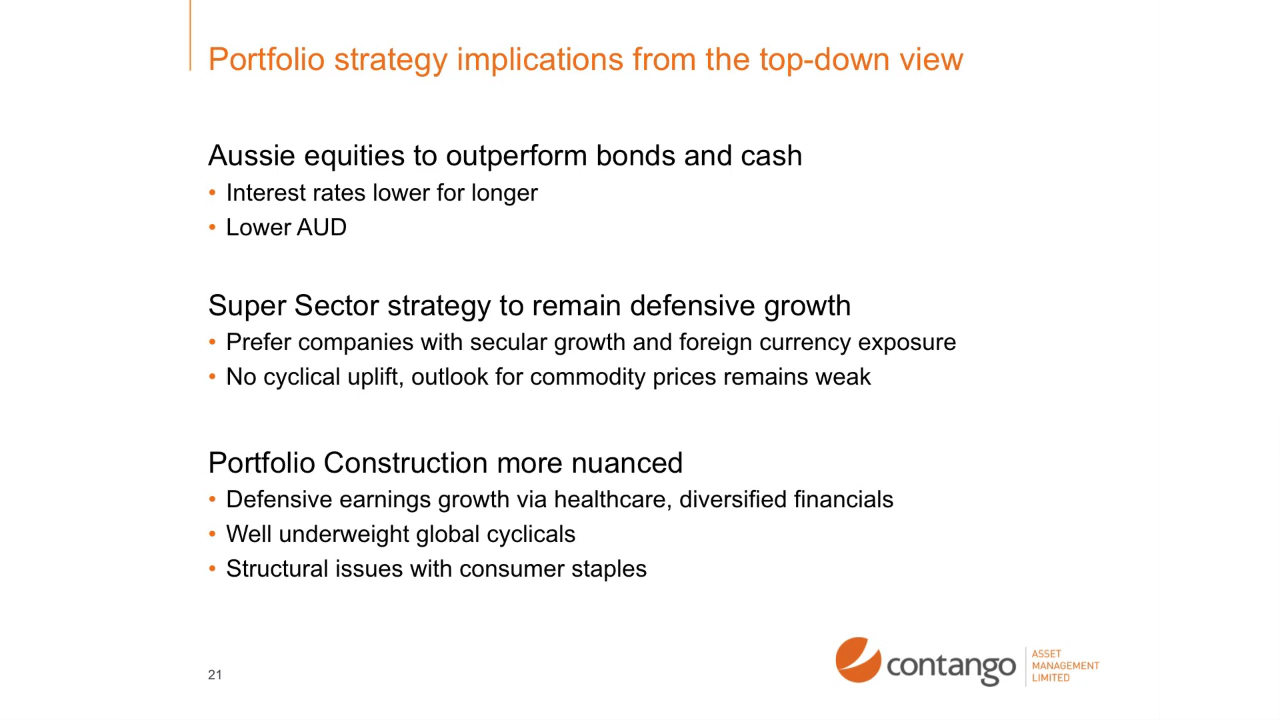 Portfolio strategy implications from the top-down view
Aussie equities to outperform bonds and cash
• Interest rates lower for longer
• Lower AUD
Super Sector strategy to remain defensive growth
• Prefer companies with secular growth and foreign currency exposure
• No cyclical uplift, outlook for commodity prices remains weak
Portfolio Construction more nuanced
• Defensive earnings growth via healthcare, diversified financials
• Well underweight global cyclicals
• Structural issues with consumer staples
21
contango
ASSET
MANAGEMENT
LIMITED